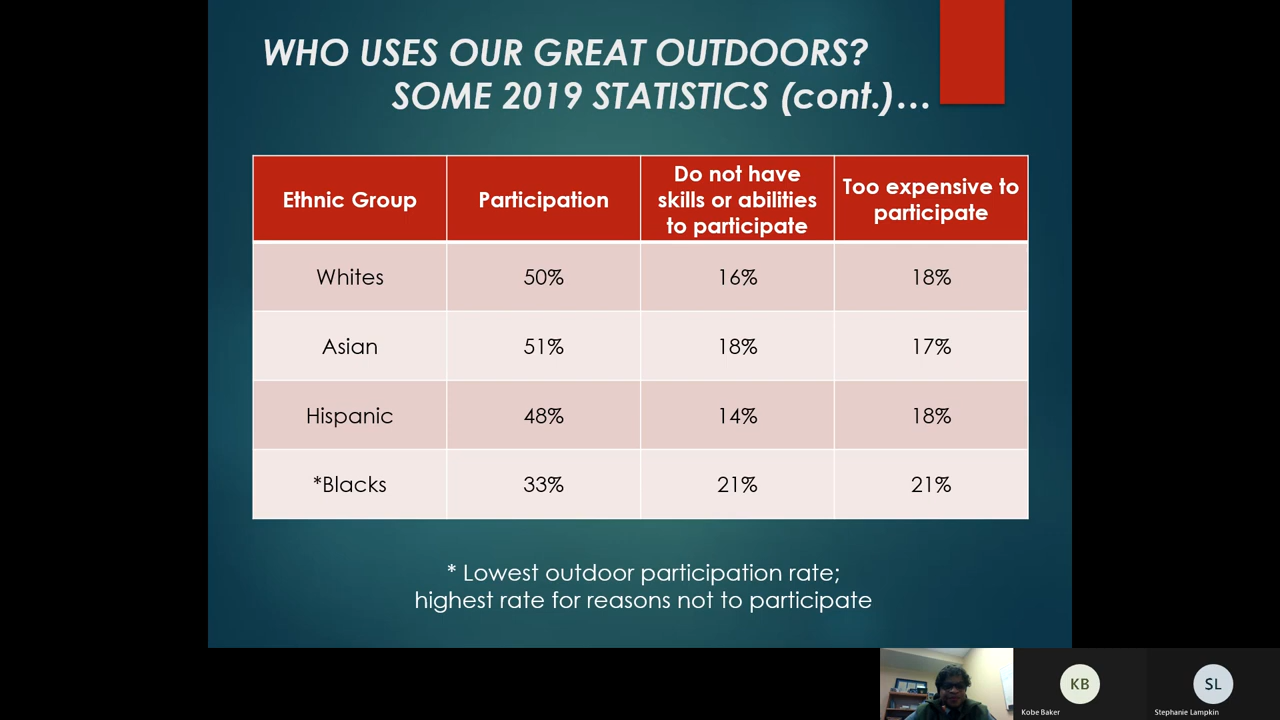 WHO USES OUR GREAT OUTDOORS?
SOME 2019 STATISTICS (cont.)...
Ethnic Group
Participation
Do not have
skills or abilities
to participate
Too expensive to
participate
Whites
50%
16%
18%
Asian
51%
18%
17%
Hispanic
48%
14%
18%
*Blacks
33%
21%
21%
* Lowest outdoor participation rate;
highest rate for reasons not to participate
KB
Kobe Baker
SL
Stephanie Lampkin